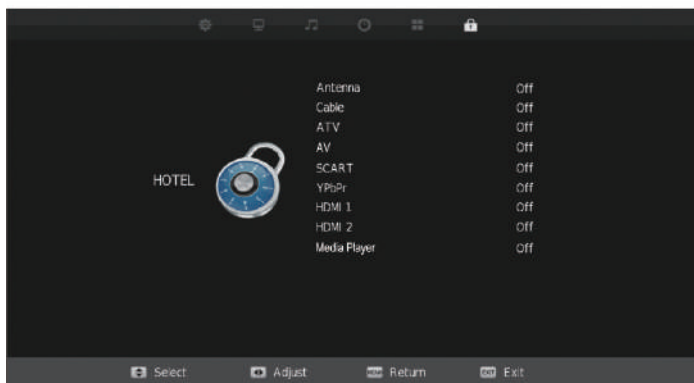 Antenna Off
Cable Off
ATV Off
AV Off
SCART Off
HOTEL
YPbPr Off
HDMI 1 Off
HDMI 2 Off
Media Player Off
Select Adjust Return EXIT Exit